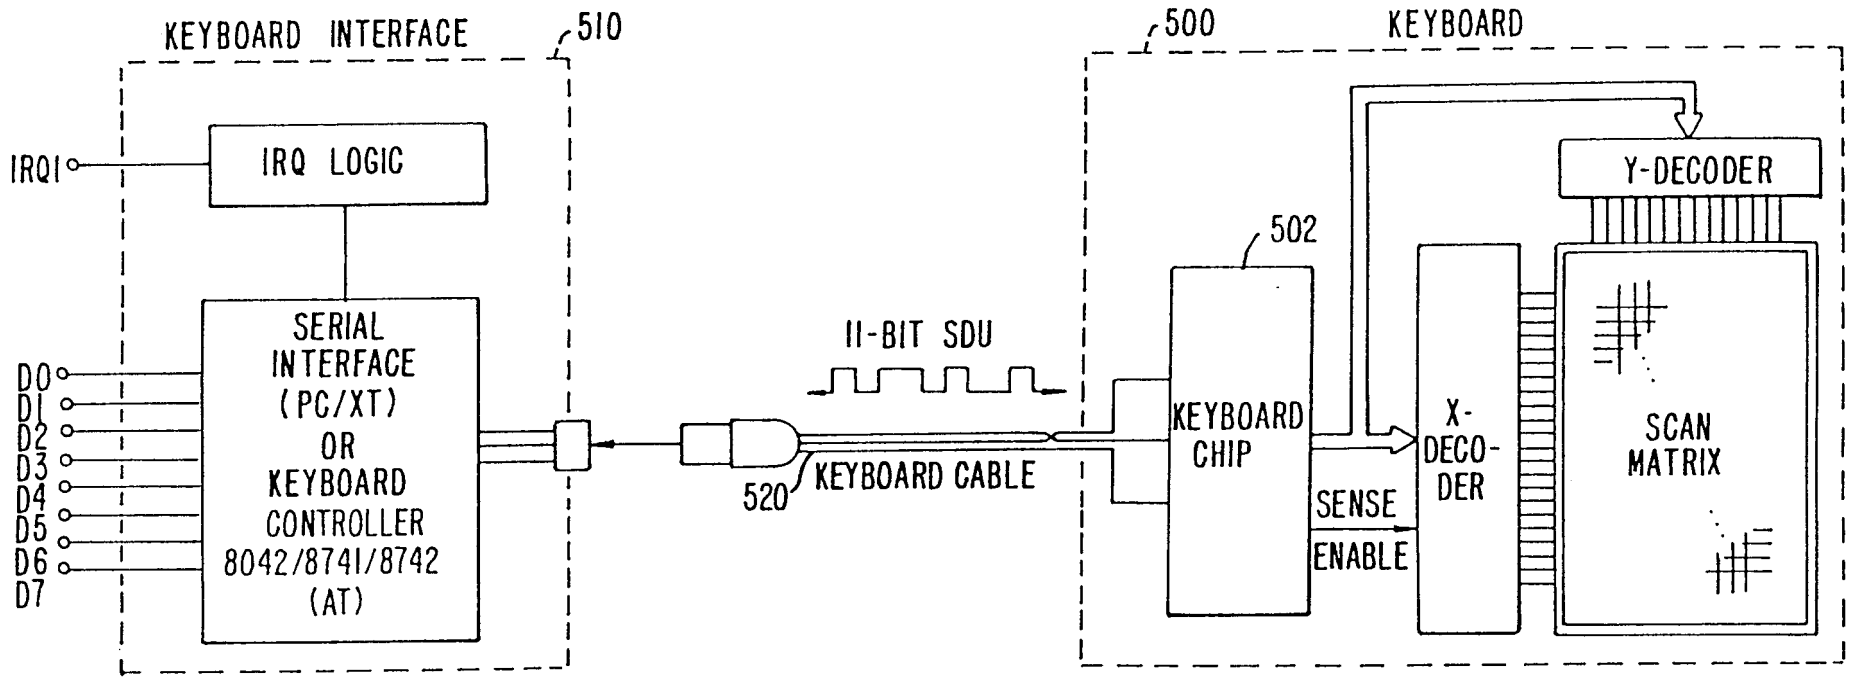 KEYBOARD INTERFACE
510
IRQ1
IRQ LOGIC
D0
D1
D2
D3
D4
D5
D6
D7
SERIAL
INTERFACE
(PC/XT)
OR
KEYBOARD
CONTROLLER
8042/8741/8742
(AT)
11-BIT SDU
520
KEYBOARD CABLE
500
KEYBOARD
502
KEYBOARD
CHIP
SENSE
ENABLE
X-
DECO-
DER
Y-DECODER
SCAN
MATRIX